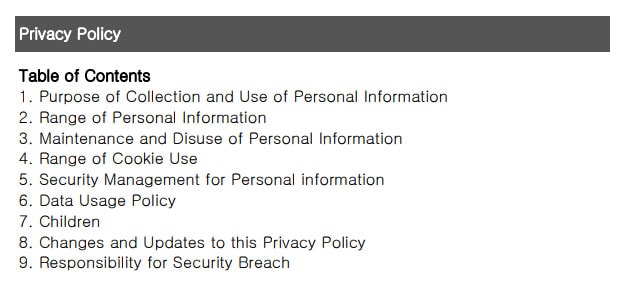 Privacy Policy
Table of Contents
1. Purpose of Collection and Use of Personal Information
2. Range of Personal Information
3. Maintenance and Disuse of Personal Information
4. Range of Cookie Use
5. Security Management for Personal information
6. Data Usage Policy
7. Children
8. Changes and Updates to this Privacy Policy
9. Responsibility for Security Breach